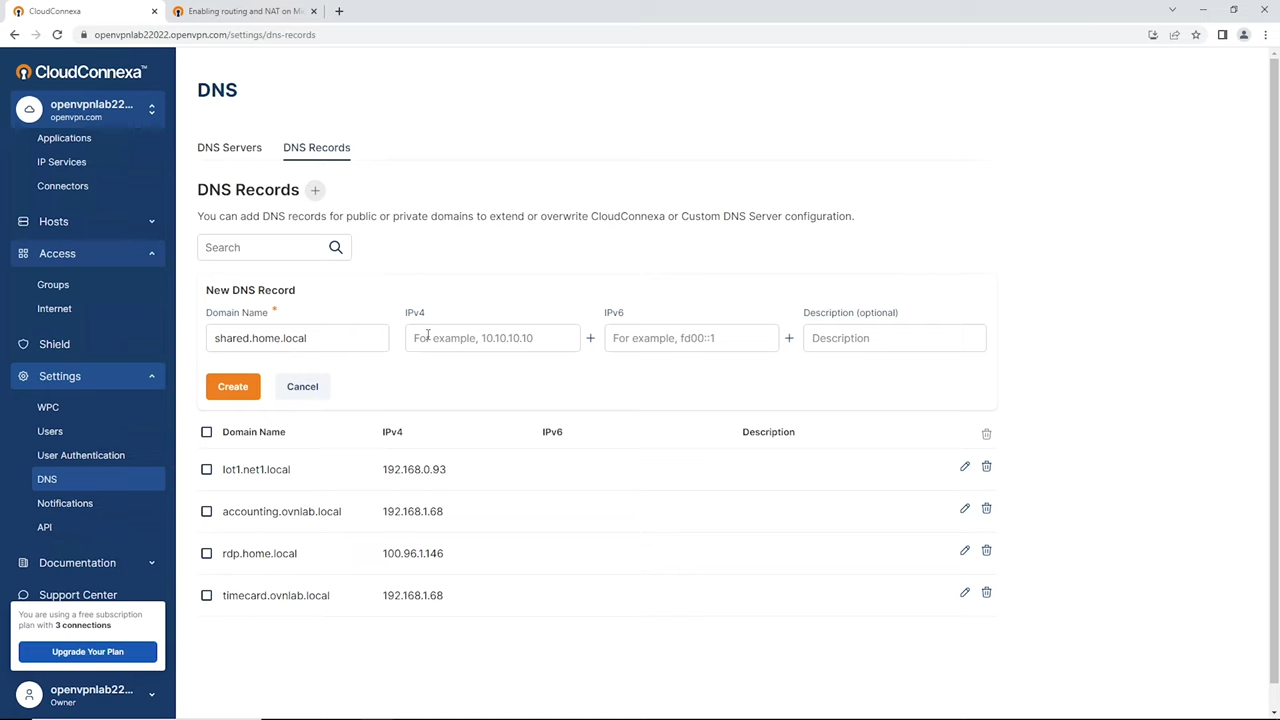 CloudConnexa
Enabling routing and NAT on Mi
openvpnlab22022.openvpn.com/settings/dns-records
CloudConnexa™
openvpnlab22...
openvpn.com
Applications
IP Services
Connectors
Hosts
Access
Groups
Internet
Shield
Settings
WPC
Users
User Authentication
DNS
Notifications
API
Documentation
Support Center
You are using a free subscription
plan with 3 connections
Upgrade Your Plan
openvpnlab22...
Owner
DNS
DNS Servers DNS Records
DNS Records
You can add DNS records for public or private domains to extend or overwrite CloudConnexa or Custom DNS Server configuration.
Search
New DNS Record
Domain Name * IPv4 IPv6 Description (optional)
shared.home.local For example, 10.10.10.10 + For example, fd00::1 + Description
Create Cancel
Domain Name IPv4 IPv6 Description
Iot1.net1.local 192.168.0.93
accounting.ovnlab.local 192.168.1.68
rdp.home.local 100.96.1.146
timecard.ovnlab.local 192.168.1.68